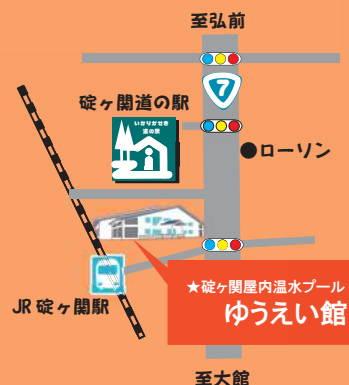 至弘前
7
碇ヶ関道の駅
いかりがせき
道の駅
●ローソン
★碇ヶ関屋内温水プール
ゆうえい館
JR碇ヶ関駅
至大館